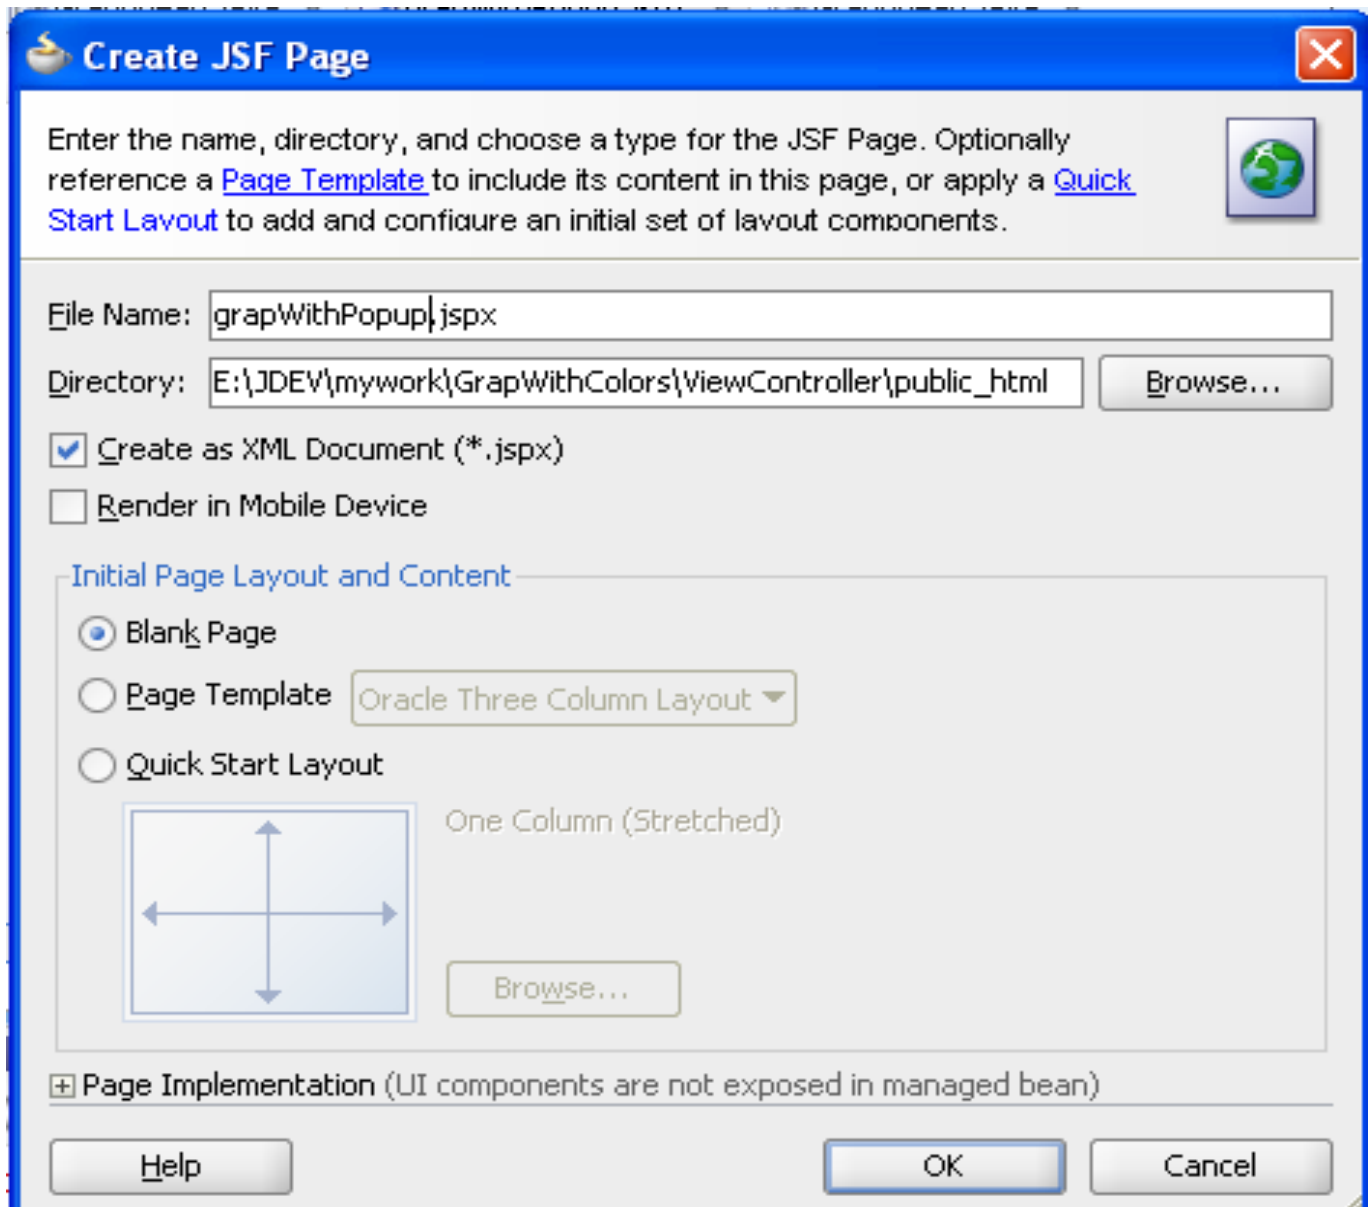 Create JSF Page
Enter the name, directory, and choose a type for the JSF Page. Optionally
reference a Page Template to include its content in this page, or apply a Quick
Start Layout to add and configure an initial set of layout components.
File Name: grapWithPopup.jspx
Directory: E:\JDEV\mywork\GrapWithColors\ViewController\public_html Browse...
Create as XML Document (*.jspx)
Render in Mobile Device
Initial Page Layout and Content
Blank Page
Page Template Oracle Three Column Layout
Quick Start Layout
One Column (Stretched)
Browse...
Page Implementation (UI components are not exposed in managed bean)
Help OK Cancel